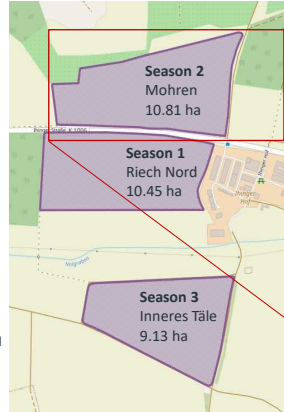 Season 2
Mohren
10.81 ha
Season 1
Riech Nord
10.45 ha
Season 3
Inneres Täle
9.13 ha